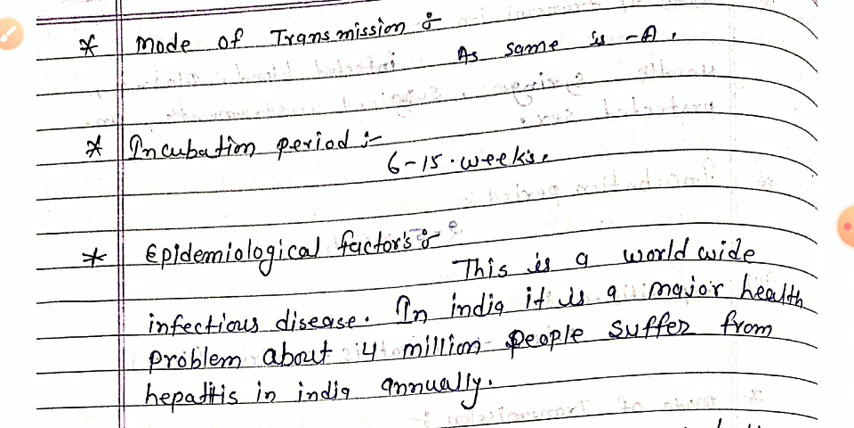 * Mode of Transmission :-
As same is - A.
* Incubation period :-
6-15. weeks.
* Epidemiological factor's :-
This is a world wide
infectious disease. In india it is a major health
problem about 4 million people suffer from
hepatitis in india annually.